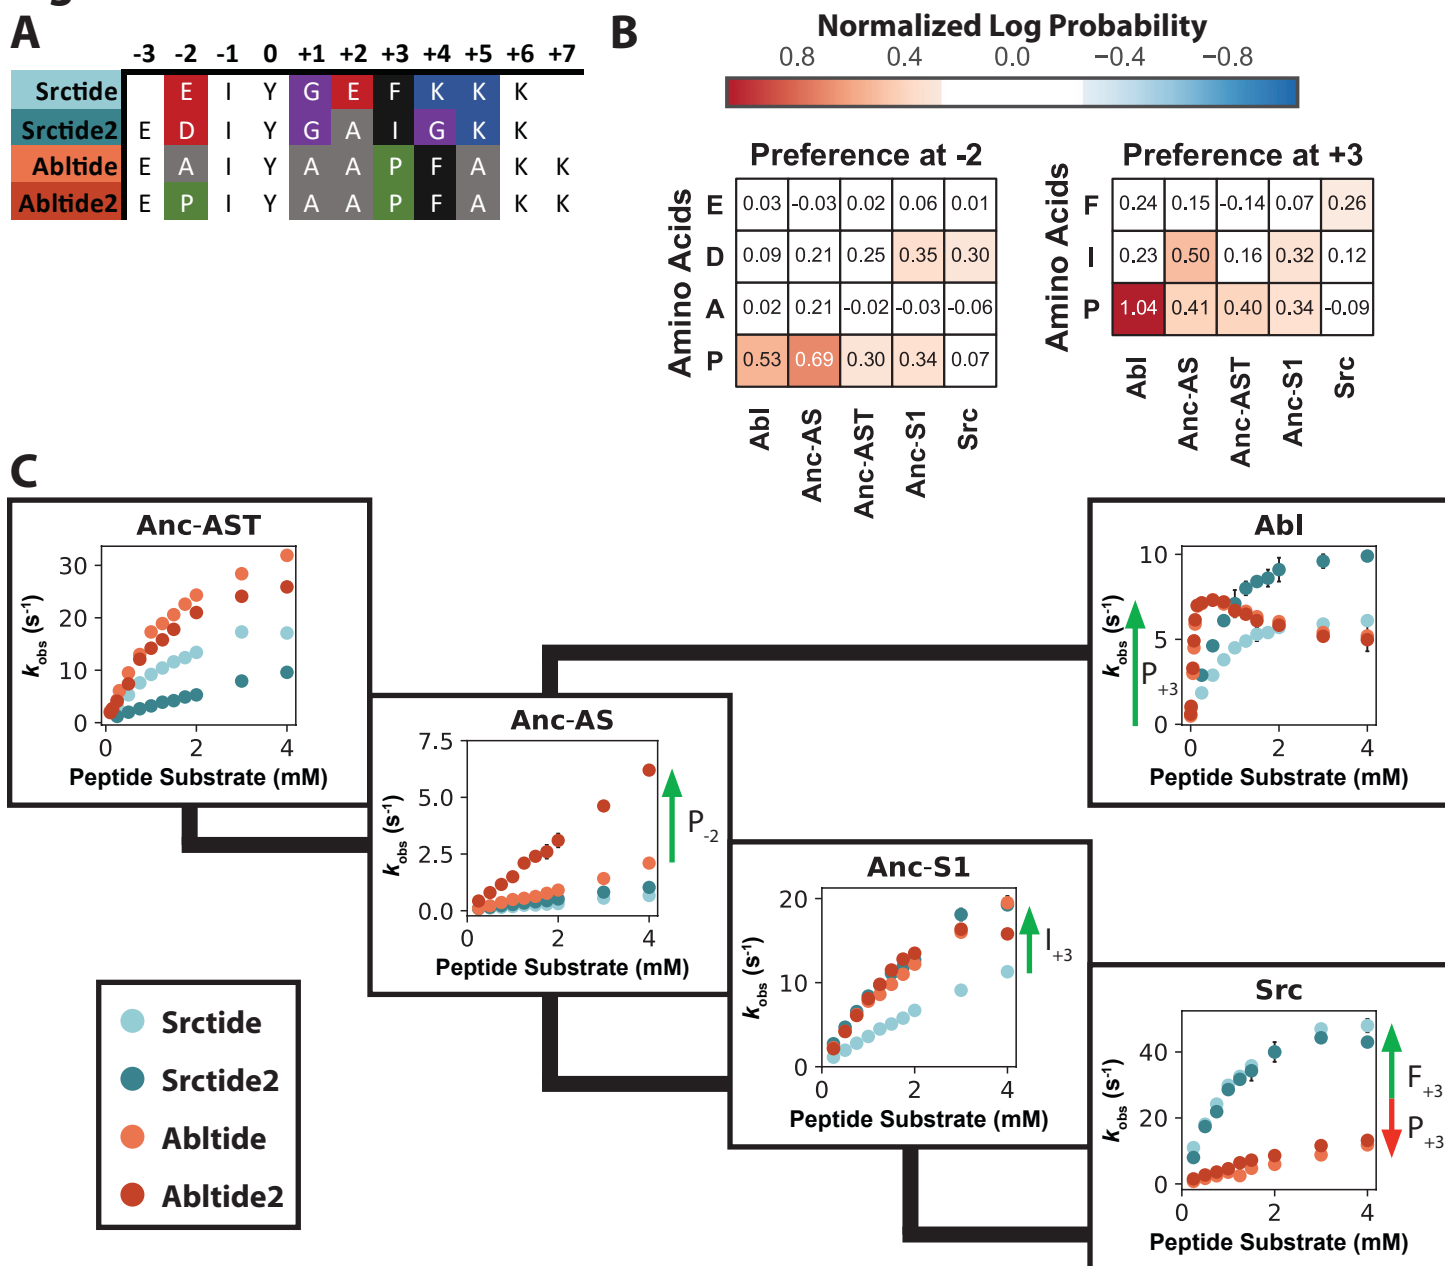 A
-3 -2 -1 0 +1 +2 +3 +4 +5 +6 +7
Srctide E I Y G E F K K K
Srctide2 E D I Y G A I G K K
Abltide E A I Y A A P F A K K
Abltide2 E P I Y A A P F A K K
B
Normalized Log Probability
0.8 0.4 0.0 −0.4 −0.8
Preference at -2
Amino Acids
E 0.03 -0.03 0.02 0.06 0.01
D 0.09 0.21 0.25 0.35 0.30
A 0.02 0.21 -0.02 -0.03 -0.06
P 0.53 0.69 0.30 0.34 0.07
Abl Anc-AS Anc-AST Anc-S1 Src
Preference at +3
Amino Acids
F 0.24 0.15 -0.14 0.07 0.26
I 0.23 0.50 0.16 0.32 0.12
P 1.04 0.41 0.40 0.34 -0.09
Abl Anc-AS Anc-AST Anc-S1 Src
C
Anc-AST
kobs (s-1)
30
20
10
0
0 2 4
Peptide Substrate (mM)
Anc-AS
kobs (s-1)
7.5
5.0
2.5
0.0
0 2 4
Peptide Substrate (mM)
P-2
Abl
kobs (s-1)
10
5
0
0 2 4
Peptide Substrate (mM)
P+3
Anc-S1
kobs (s-1)
20
10
0
0 2 4
Peptide Substrate (mM)
I+3
Src
kobs (s-1)
40
20
0
0 2 4
Peptide Substrate (mM)
F+3
P+3
Srctide
Srctide2
Abltide
Abltide2